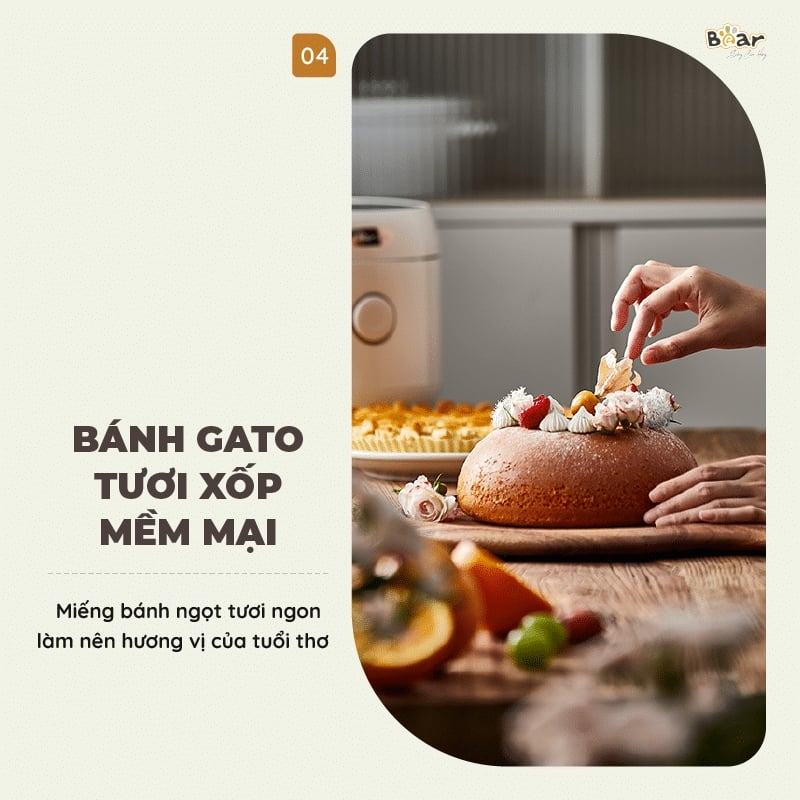 04
Bear
BÁNH GATO
TƯƠI XỐP
MỀM MẠI
Miếng bánh ngọt tươi ngon
làm nên hương vị của tuổi thơ